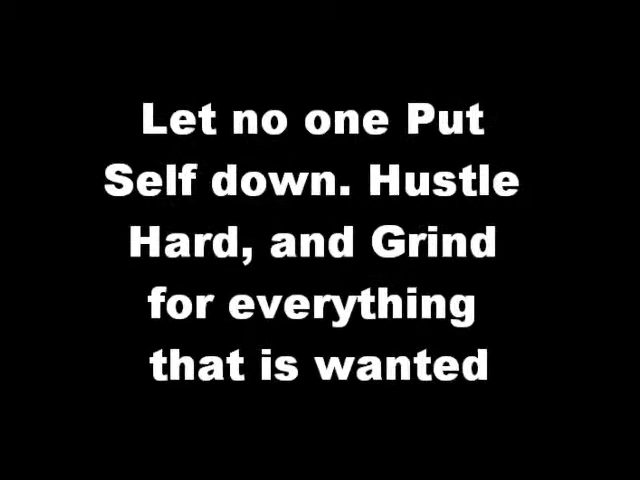 Let no one Put
Self down. Hustle
Hard, and Grind
for everything
that is wanted